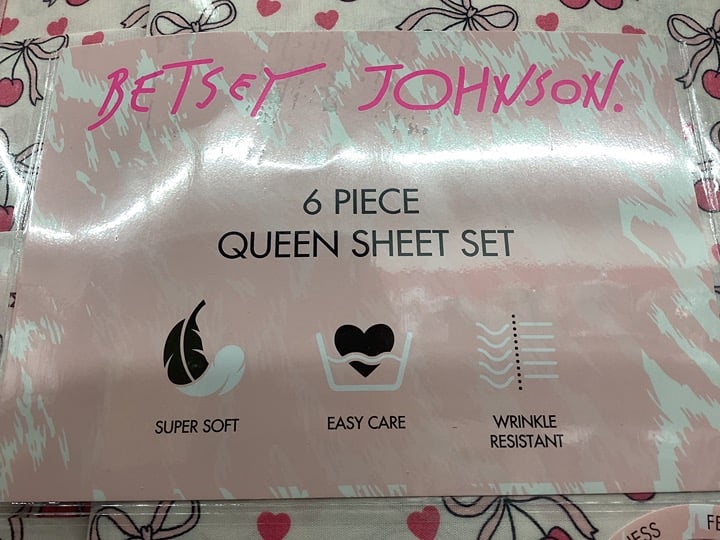 BETSEY JOHNSON.
6 PIECE
QUEEN SHEET SET
SUPER SOFT
EASY CARE
WRINKLE
RESISTANT